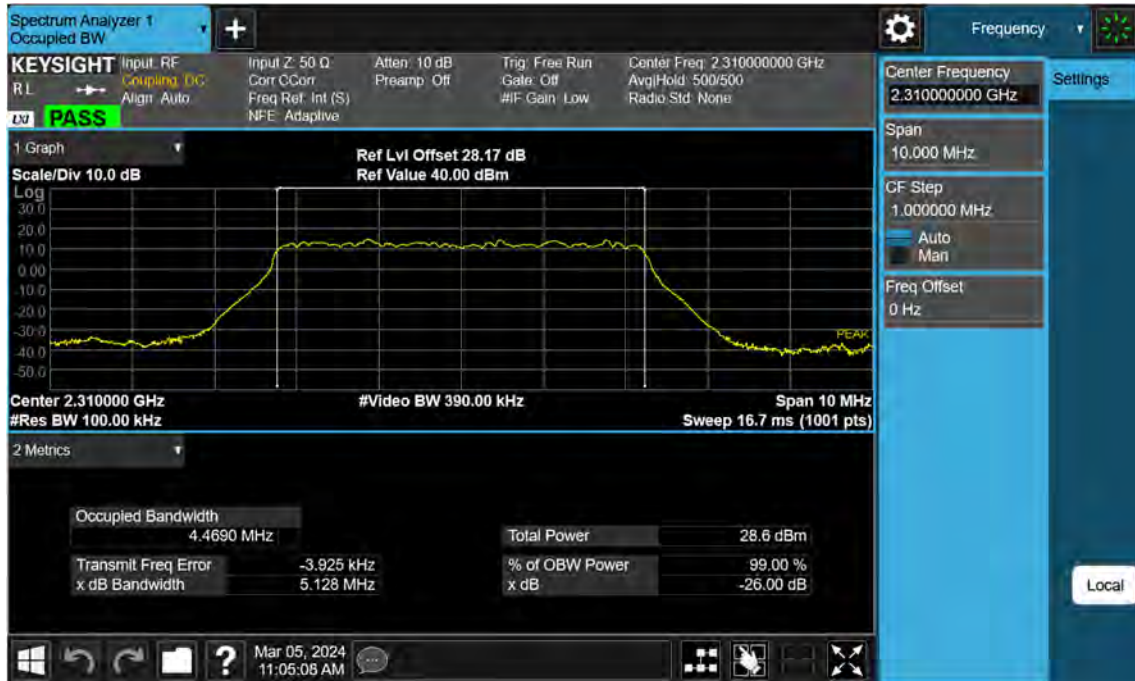 Spectrum Analyzer 1
Occupied BW
Frequency
KEYSIGHT
RL
LXI
PASS
Input: RF
Coupling: DC
Align: Auto
Input Z: 50 Ω
Corr CCorr
Freq Ref: Int (S)
NFE: Adaptive
Atten: 10 dB
Preamp: Off
Trig: Free Run
Gate: Off
#IF Gain: Low
Center Freq: 2.310000000 GHz
Avg|Hold: 500/500
Radio Std: None
Center Frequency
2.310000000 GHz
Settings
Span
10.000 MHz
CF Step
1.000000 MHz
Auto
Man
Freq Offset
0 Hz
1 Graph
Ref Lvl Offset 28.17 dB
Scale/Div 10.0 dB
Ref Value 40.00 dBm
Log
30.0
20.0
10.0
0.00
-10.0
-20.0
-30.0
-40.0
-50.0
PEAK
Center 2.310000 GHz
#Video BW 390.00 kHz
Span 10 MHz
#Res BW 100.00 kHz
Sweep 16.7 ms (1001 pts)
2 Metrics
Occupied Bandwidth
4.4690 MHz
Total Power
28.6 dBm
Transmit Freq Error
-3.925 kHz
% of OBW Power
99.00 %
x dB Bandwidth
5.128 MHz
x dB
-26.00 dB
Local
?
Mar 05, 2024
11:05:08 AM